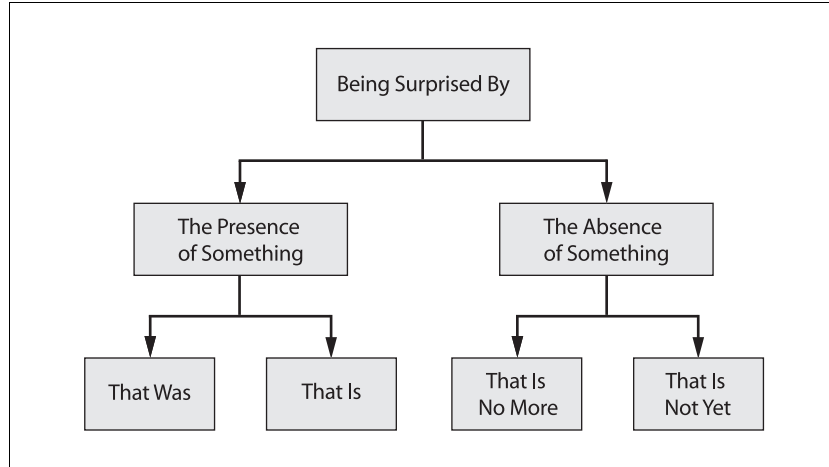 Being Surprised By
The Presence
of Something
The Absence
of Something
That Was
That Is
That Is
No More
That Is
Not Yet